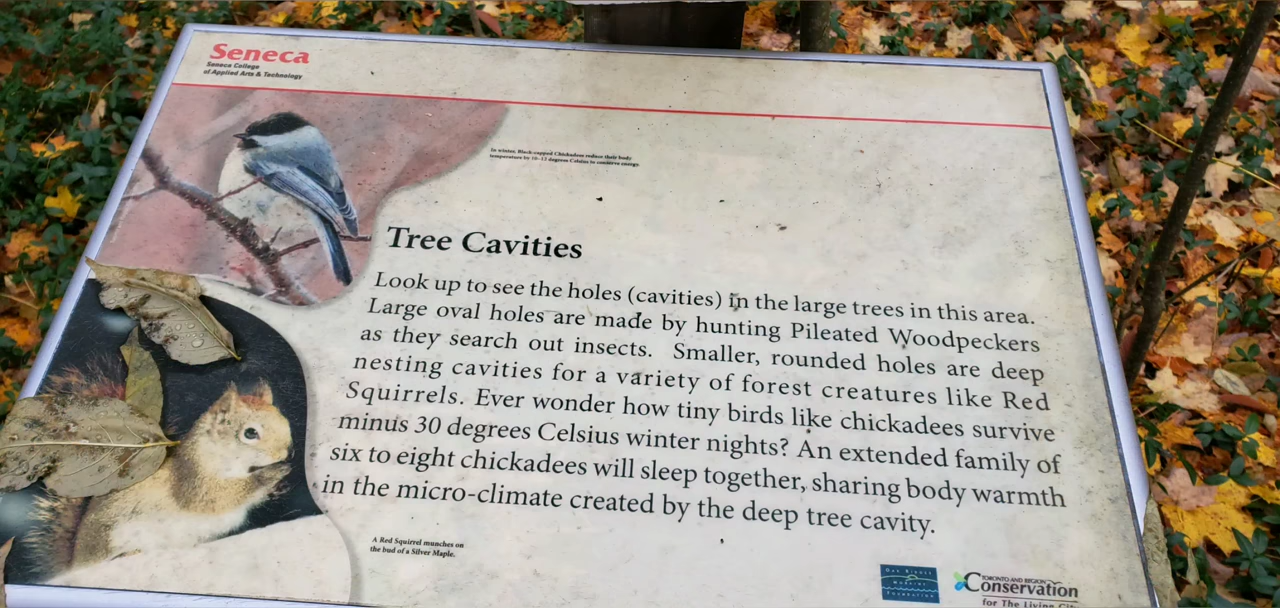 Seneca
Seneca College
of Applied Arts & Technology
In winter, Black-capped Chickadees reduce their body
temperature by 10-12 degrees Celsius to conserve energy.
Tree Cavities
Look up to see the holes (cavities) in the large trees in this area.
Large oval holes are made by hunting Pileated Woodpeckers
as they search out insects. Smaller, rounded holes are deep
nesting cavities for a variety of forest creatures like Red
Squirrels. Ever wonder how tiny birds like chickadees survive
minus 30 degrees Celsius winter nights? An extended family of
six to eight chickadees will sleep together, sharing body warmth
in the micro-climate created by the deep tree cavity.
A Red Squirrel munches on
the bud of a Silver Maple.
Oak Ridges
Moraine
Foundation
Toronto and Region
Conservation
for The Living